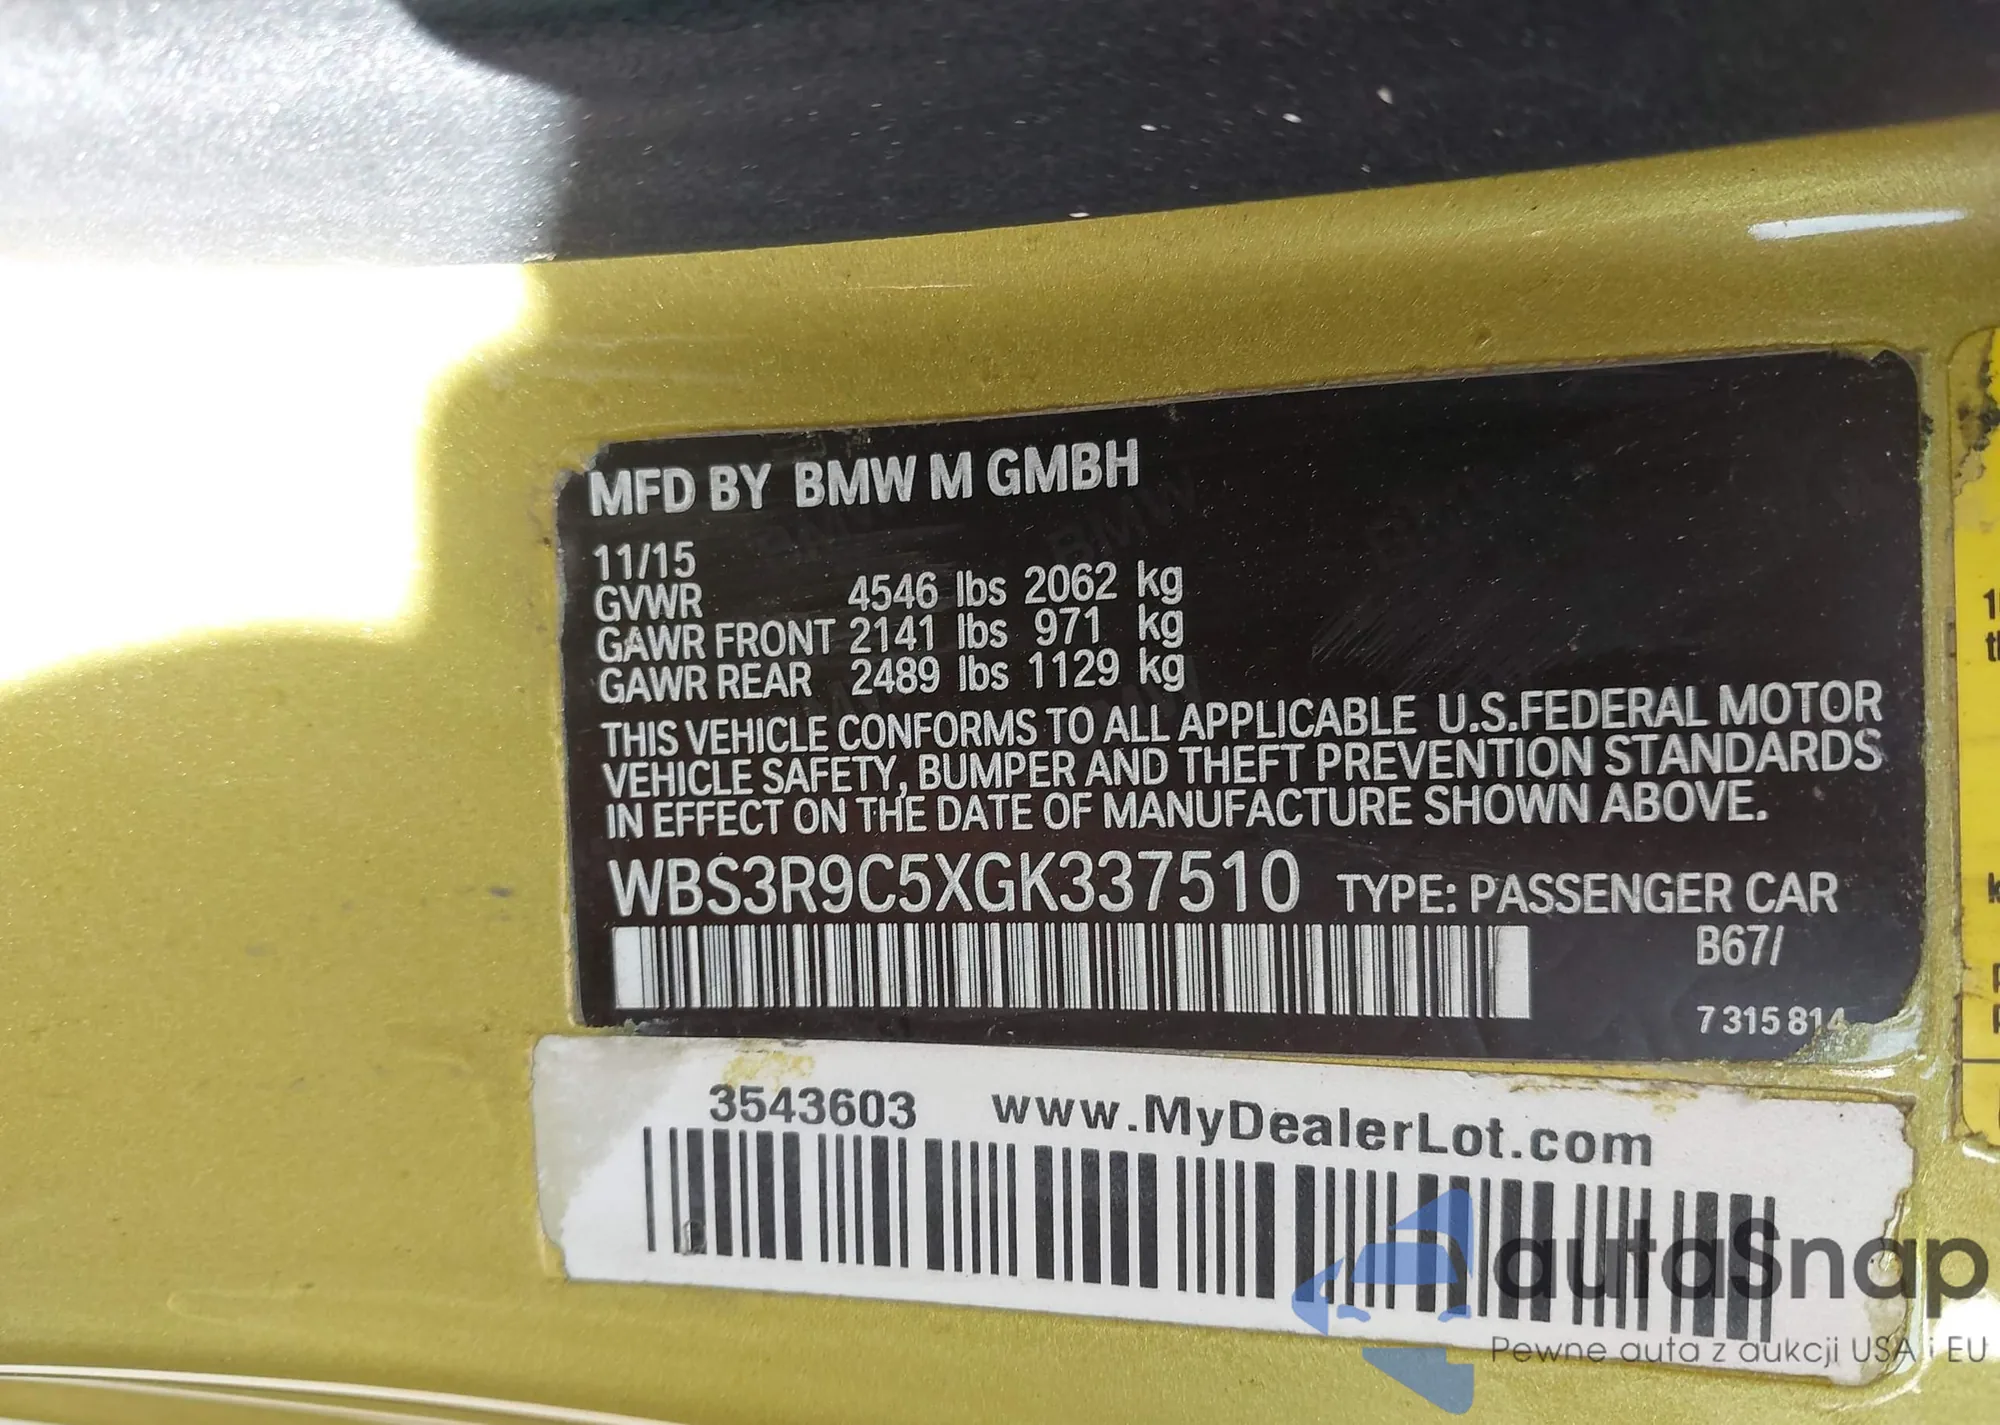 MFD BY BMW M GMBH
11/15
GVWR 4546 lbs 2062 kg
GAWR FRONT 2141 lbs 971 kg
GAWR REAR 2489 lbs 1129 kg
THIS VEHICLE CONFORMS TO ALL APPLICABLE U.S.FEDERAL MOTOR
VEHICLE SAFETY, BUMPER AND THEFT PREVENTION STANDARDS
IN EFFECT ON THE DATE OF MANUFACTURE SHOWN ABOVE.
WBS3R9C5XGK337510 TYPE: PASSENGER CAR
B67/
7 315 814
3543603 www.MyDealerLot.com
autaSnap
Pewne auta z aukcji USA i EU